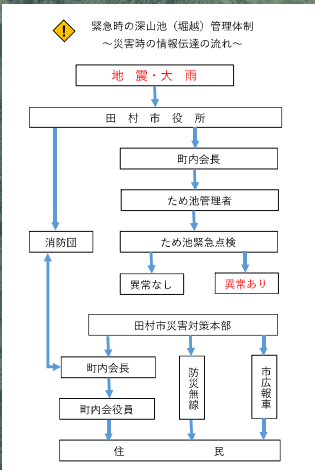 緊急時の深山池（堀越）管理体制
～災害時の情報伝達の流れ～
地 震・大 雨
田 村 市 役 所
町内会長
ため池管理者
消防団
ため池緊急点検
異常なし
異常あり
田村市災害対策本部
町内会長
防災無線
市広報車
町内会役員
住 民